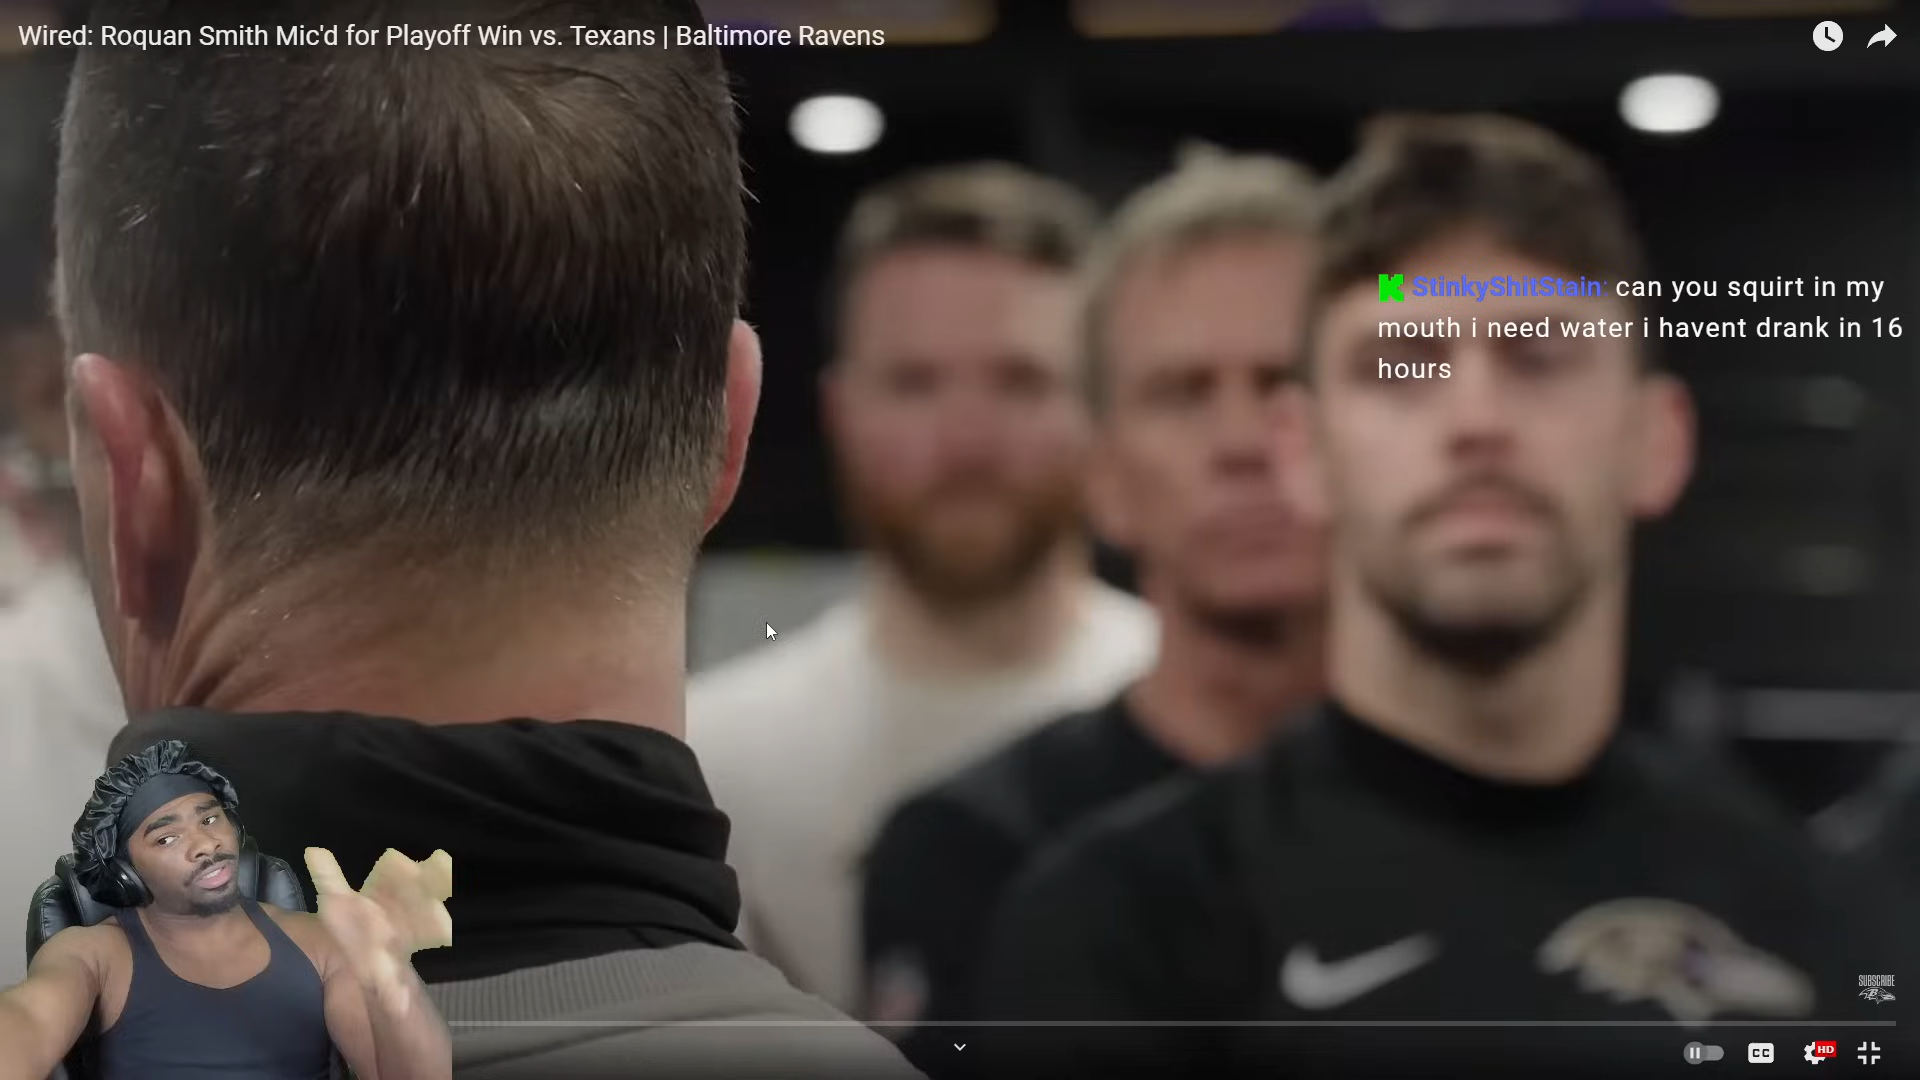 Wired: Roquan Smith Mic'd for Playoff Win vs. Texans | Baltimore Ravens
StinkyShitStain: can you squirt in my
mouth i need water i havent drank in 16
hours
SUBSCRIBE
CC
HD